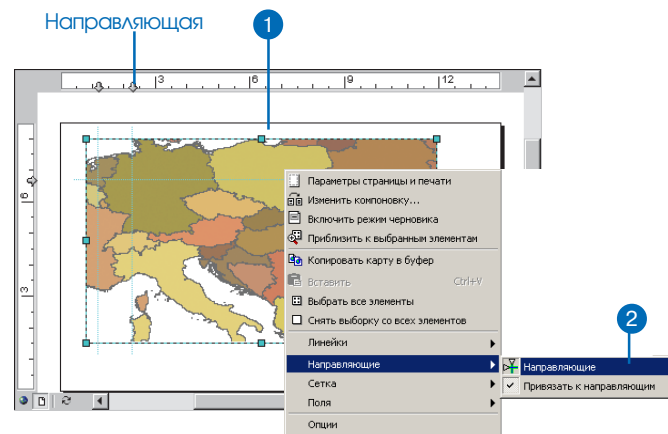 Направляющая
1
3 6 9 12
6
3
Параметры страницы и печати
Изменить компоновку...
Включить режим черновика
Приблизить к выбранным элементам
Копировать карту в буфер
Вставить Ctrl+V
Выбрать все элементы
Снять выборку со всех элементов
Линейки
2
Направляющие
Направляющие
Привязать к направляющим
Сетка
Поля
Опции